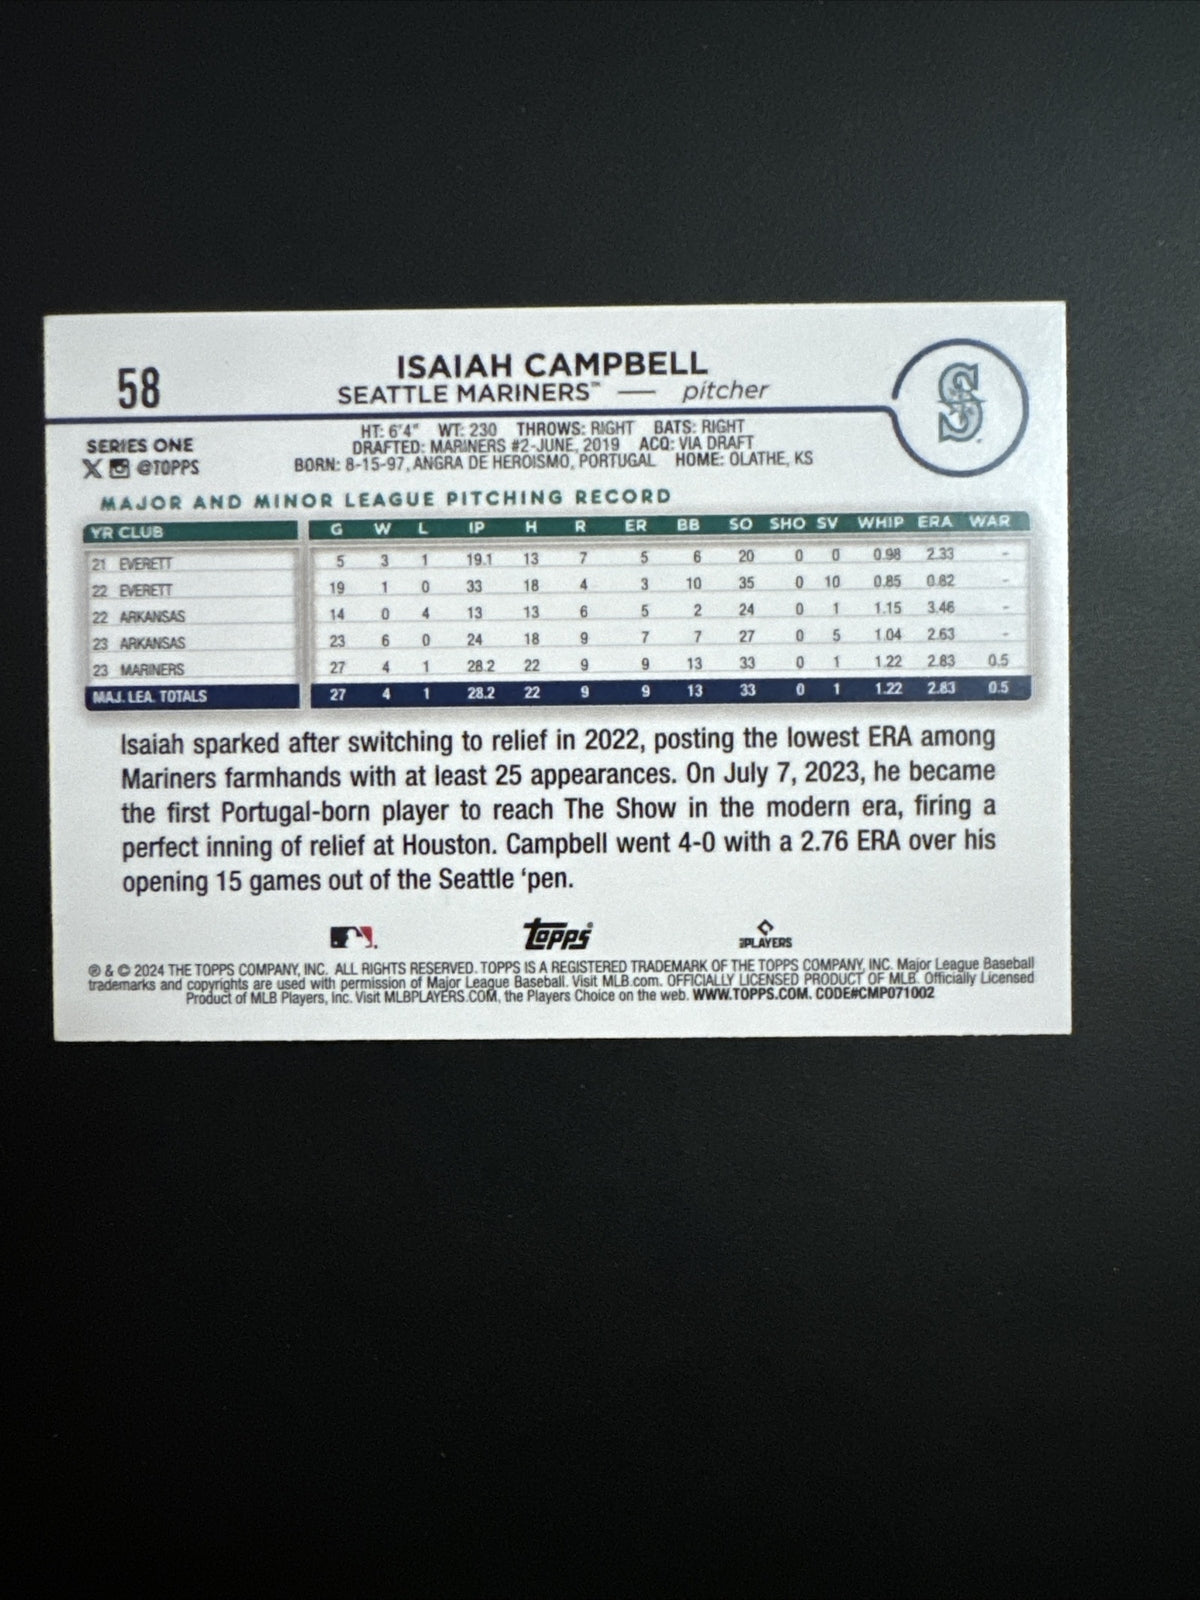 58
ISAIAH CAMPBELL
SEATTLE MARINERS™ — pitcher
S
SERIES ONE
X @TOPPS
HT: 6'4" WT: 230 THROWS: RIGHT BATS: RIGHT
DRAFTED: MARINERS #2-JUNE, 2019 ACQ: VIA DRAFT
BORN: 8-15-97, ANGRA DE HEROISMO, PORTUGAL HOME: OLATHE, KS
MAJOR AND MINOR LEAGUE PITCHING RECORD
YR CLUB G W L IP H R ER BB SO SHO SV WHIP ERA WAR
21 EVERETT 5 3 1 19.1 13 7 5 6 20 0 0 0.98 2.33 -
22 EVERETT 19 1 0 33 18 4 3 10 35 0 10 0.85 0.82 -
22 ARKANSAS 14 0 4 13 13 6 5 2 24 0 1 1.15 3.46 -
23 ARKANSAS 23 6 0 24 18 9 7 7 27 0 5 1.04 2.63 -
23 MARINERS 27 4 1 28.2 22 9 9 13 33 0 1 1.22 2.83 0.5
MAJ. LEA. TOTALS 27 4 1 28.2 22 9 9 13 33 0 1 1.22 2.83 0.5
Isaiah sparked after switching to relief in 2022, posting the lowest ERA among
Mariners farmhands with at least 25 appearances. On July 7, 2023, he became
the first Portugal-born player to reach The Show in the modern era, firing a
perfect inning of relief at Houston. Campbell went 4-0 with a 2.76 ERA over his
opening 15 games out of the Seattle ‘pen.
Topps® MLBPLAYERS
® & © 2024 THE TOPPS COMPANY, INC. ALL RIGHTS RESERVED. TOPPS IS A REGISTERED TRADEMARK OF THE TOPPS COMPANY, INC. Major League Baseball
trademarks and copyrights are used with permission of Major League Baseball. Visit MLB.com. OFFICIALLY LICENSED PRODUCT OF MLB. Officially Licensed
Product of MLB Players, Inc. Visit MLBPLAYERS.COM, the Players Choice on the web. WWW.TOPPS.COM. CODE#CMP071002